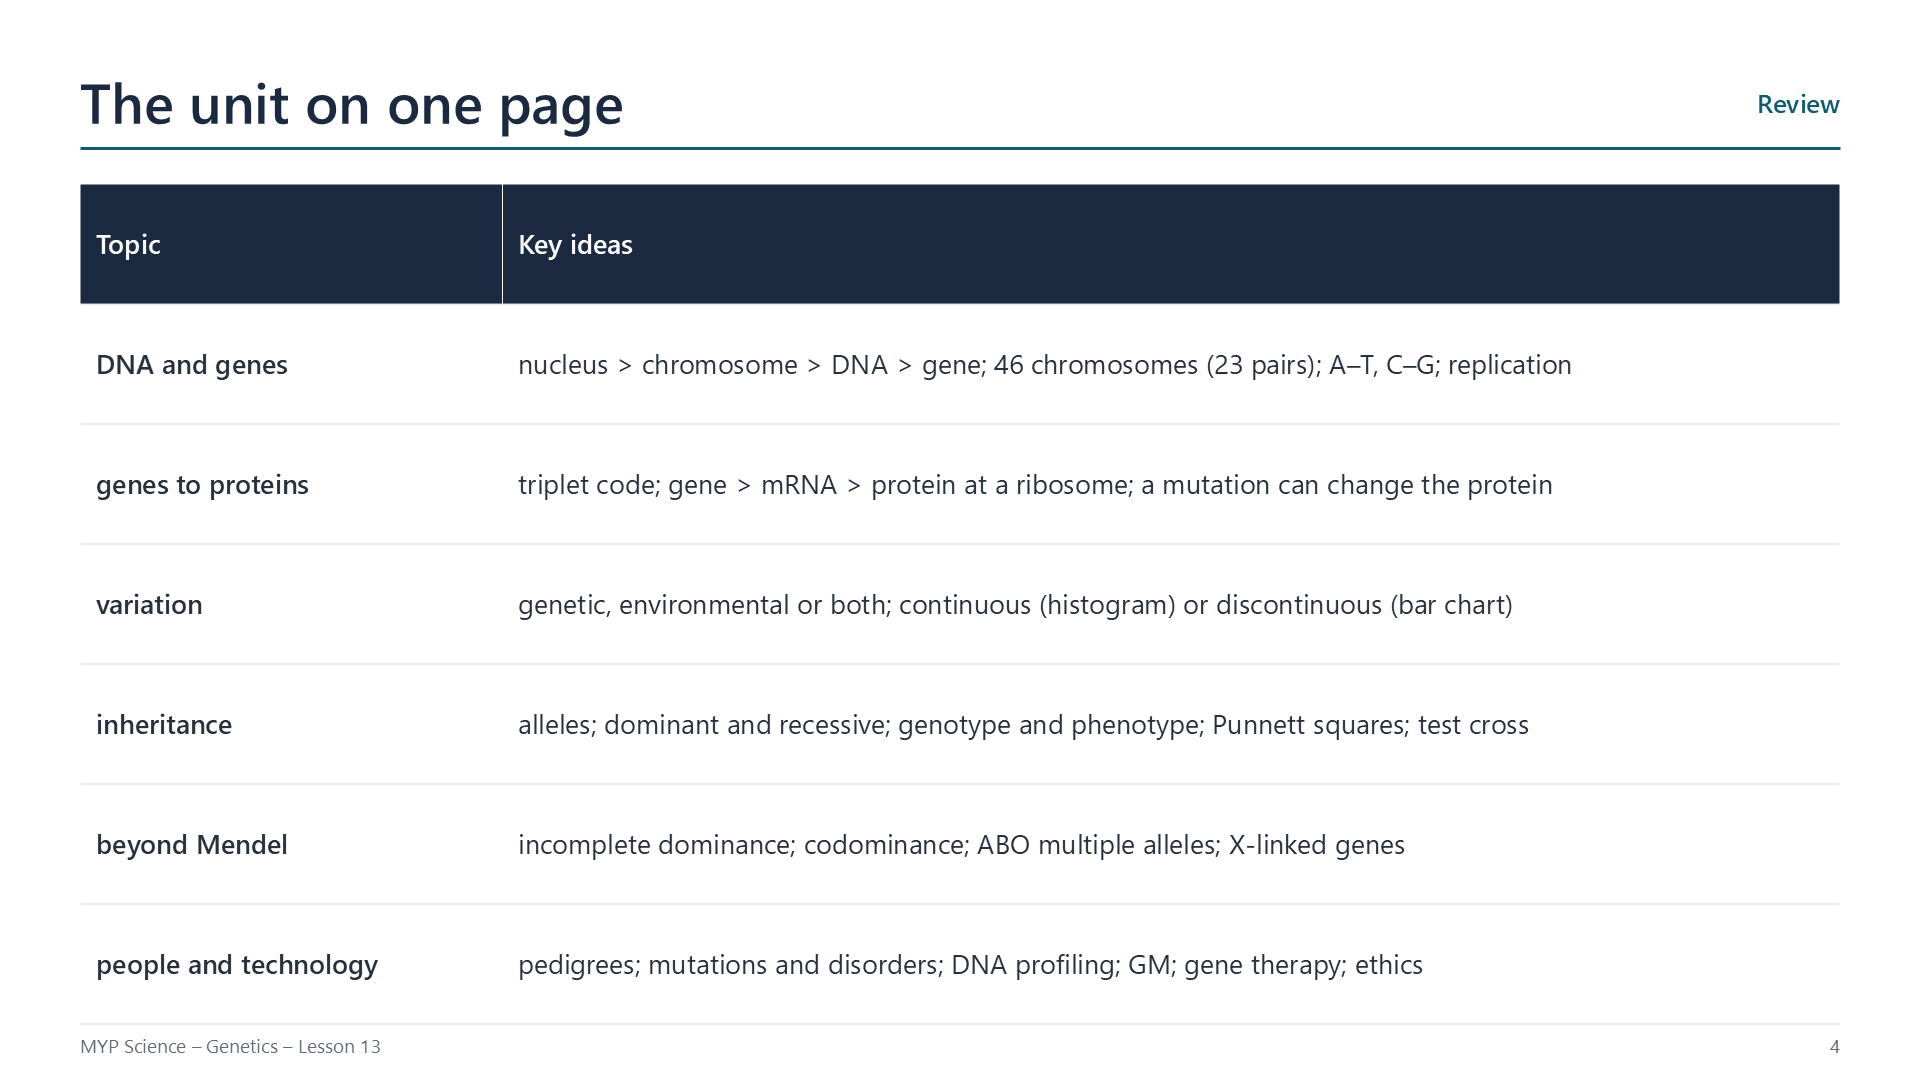 The unit on one page
Review
Topic
Key ideas
DNA and genes
nucleus > chromosome > DNA > gene; 46 chromosomes (23 pairs); A–T, C–G; replication
genes to proteins
triplet code; gene > mRNA > protein at a ribosome; a mutation can change the protein
variation
genetic, environmental or both; continuous (histogram) or discontinuous (bar chart)
inheritance
alleles; dominant and recessive; genotype and phenotype; Punnett squares; test cross
beyond Mendel
incomplete dominance; codominance; ABO multiple alleles; X-linked genes
people and technology
pedigrees; mutations and disorders; DNA profiling; GM; gene therapy; ethics
MYP Science – Genetics – Lesson 13
4